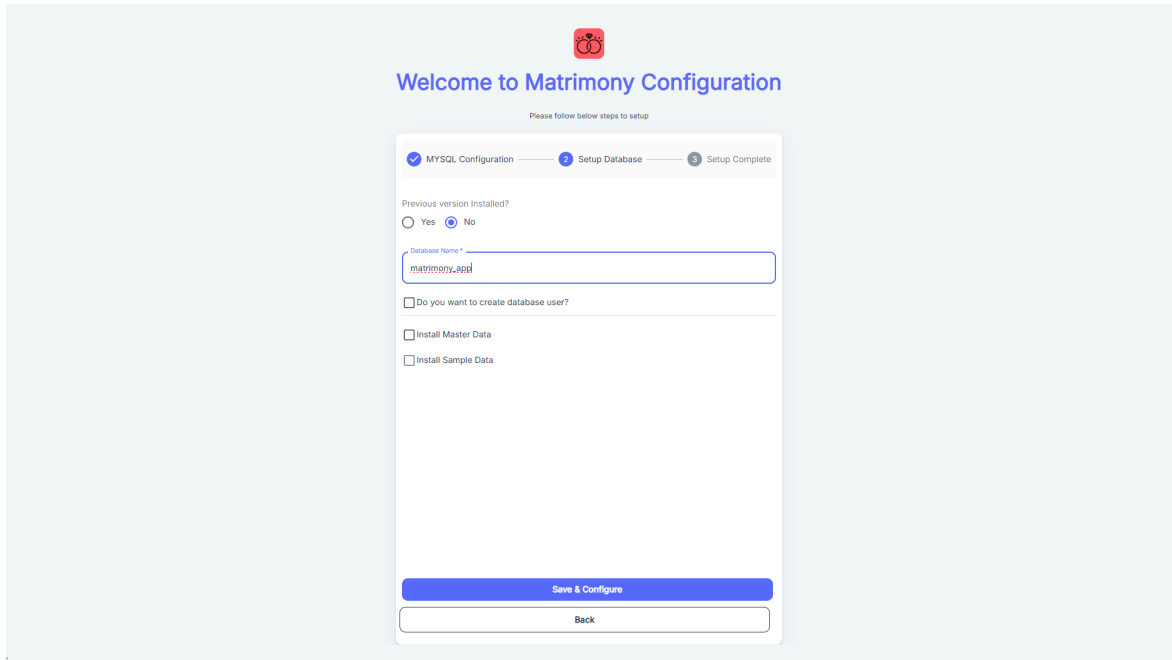 Welcome to Matrimony Configuration
Please follow below steps to setup
MYSQL Configuration 2 Setup Database 3 Setup Complete
Previous version Installed?
Yes No
Database Name *
matrimony_app
Do you want to create database user?
Install Master Data
Install Sample Data
Save & Configure
Back